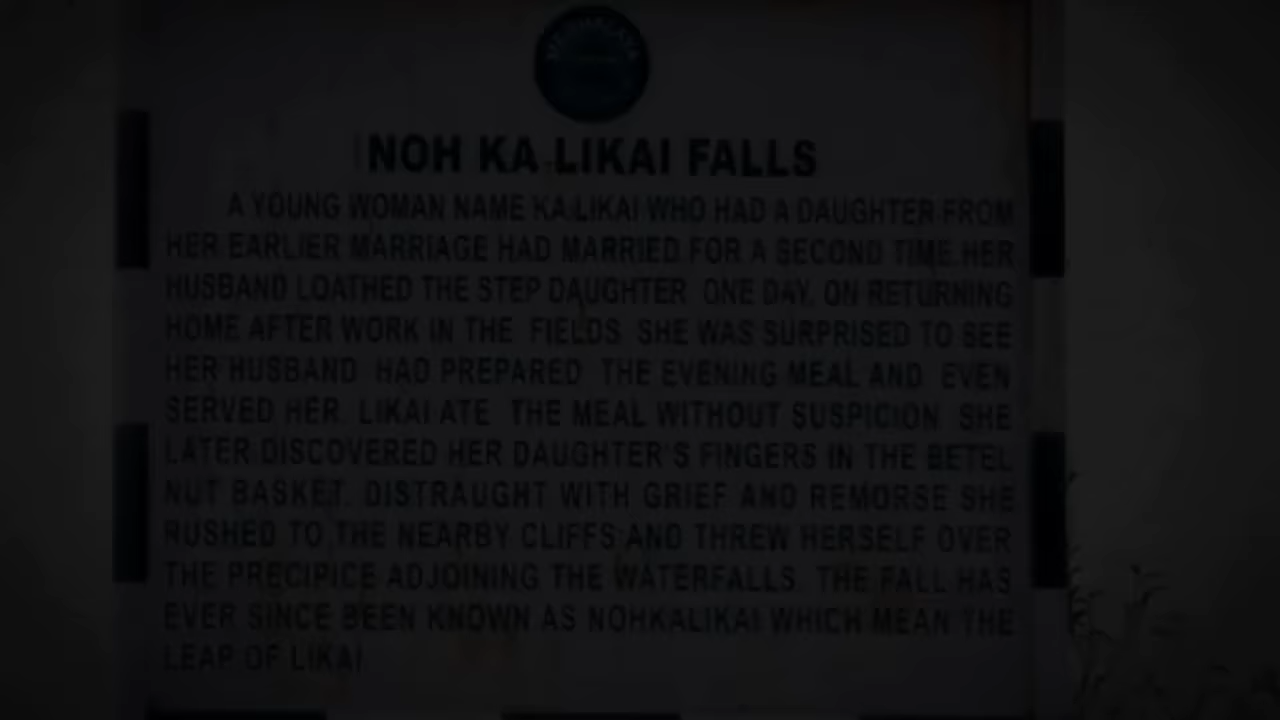 NOH KA LIKAI FALLS
A YOUNG WOMAN NAME KA LIKAI WHO HAD A DAUGHTER FROM
HER EARLIER MARRIAGE HAD MARRIED FOR A SECOND TIME. HER
HUSBAND LOATHED THE STEP DAUGHTER ONE DAY, ON RETURNING
HOME AFTER WORK IN THE FIELDS SHE WAS SURPRISED TO SEE
HER HUSBAND HAD PREPARED THE EVENING MEAL AND EVEN
SERVED HER. LIKAI ATE THE MEAL WITHOUT SUSPICION SHE
LATER DISCOVERED HER DAUGHTER'S FINGERS IN THE BETEL
NUT BASKET. DISTRAUGHT WITH GRIEF AND REMORSE SHE
RUSHED TO THE NEARBY CLIFFS AND THREW HERSELF OVER
THE PRECIPICE ADJOINING THE WATERFALLS. THE FALL HAS
EVER SINCE BEEN KNOWN AS NOHKALIKAI WHICH MEAN THE
LEAP OF LIKAI